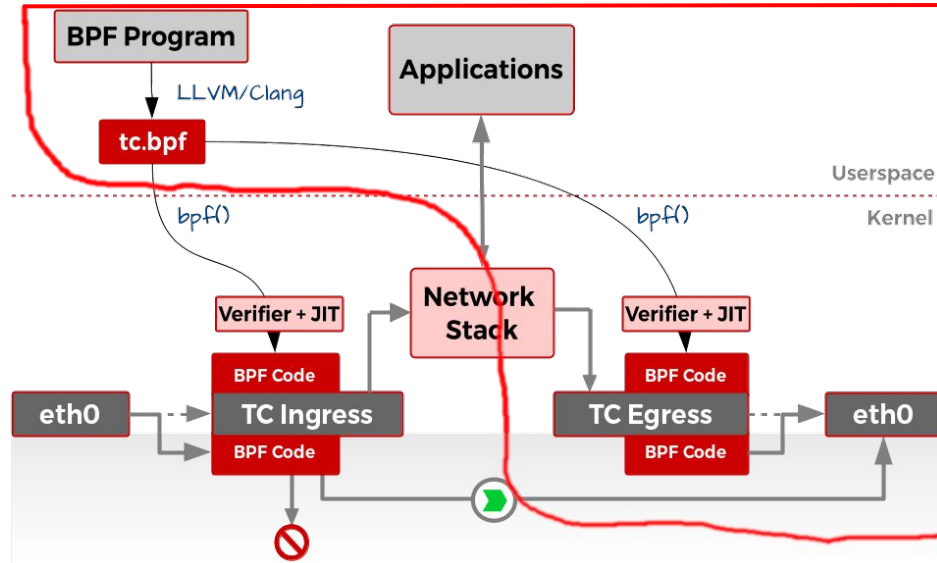 BPF Program
Applications
LLVM/Clang
tc.bpf
Userspace
bpf()
bpf()
Kernel
Network
Stack
Verifier + JIT
Verifier + JIT
BPF Code
BPF Code
eth0
TC Ingress
TC Egress
eth0
BPF Code
BPF Code